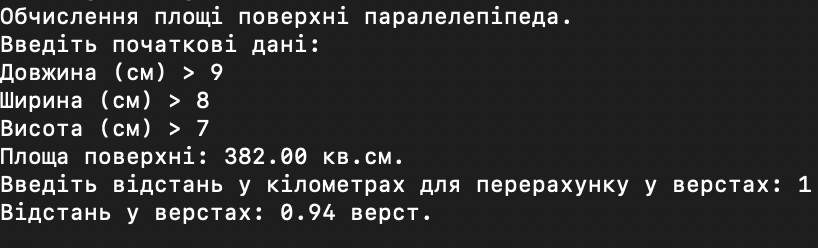 Обчислення площі поверхні паралелепіпеда.
Введіть початкові дані:
Довжина (см) > 9
Ширина (см) > 8
Висота (см) > 7
Площа поверхні: 382.00 кв.см.
Введіть відстань у кілометрах для перерахунку у верстах: 1
Відстань у верстах: 0.94 верст.